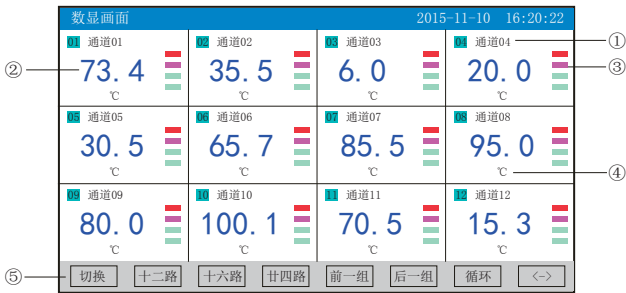 数显画面 2015-11-10 16:20:22
01 通道01 02 通道02 03 通道03 04 通道04 ①
② 73.4 35.5 6.0 20.0 ③
℃ ℃ ℃ ℃
05 通道05 06 通道06 07 通道07 08 通道08
30.5 65.7 85.5 95.0
℃ ℃ ℃ ℃ ④
09 通道09 10 通道10 11 通道11 12 通道12
80.0 100.1 70.5 15.3
℃ ℃ ℃ ℃
⑤ 切换 十二路 十六路 廿四路 前一组 后一组 循环 <->